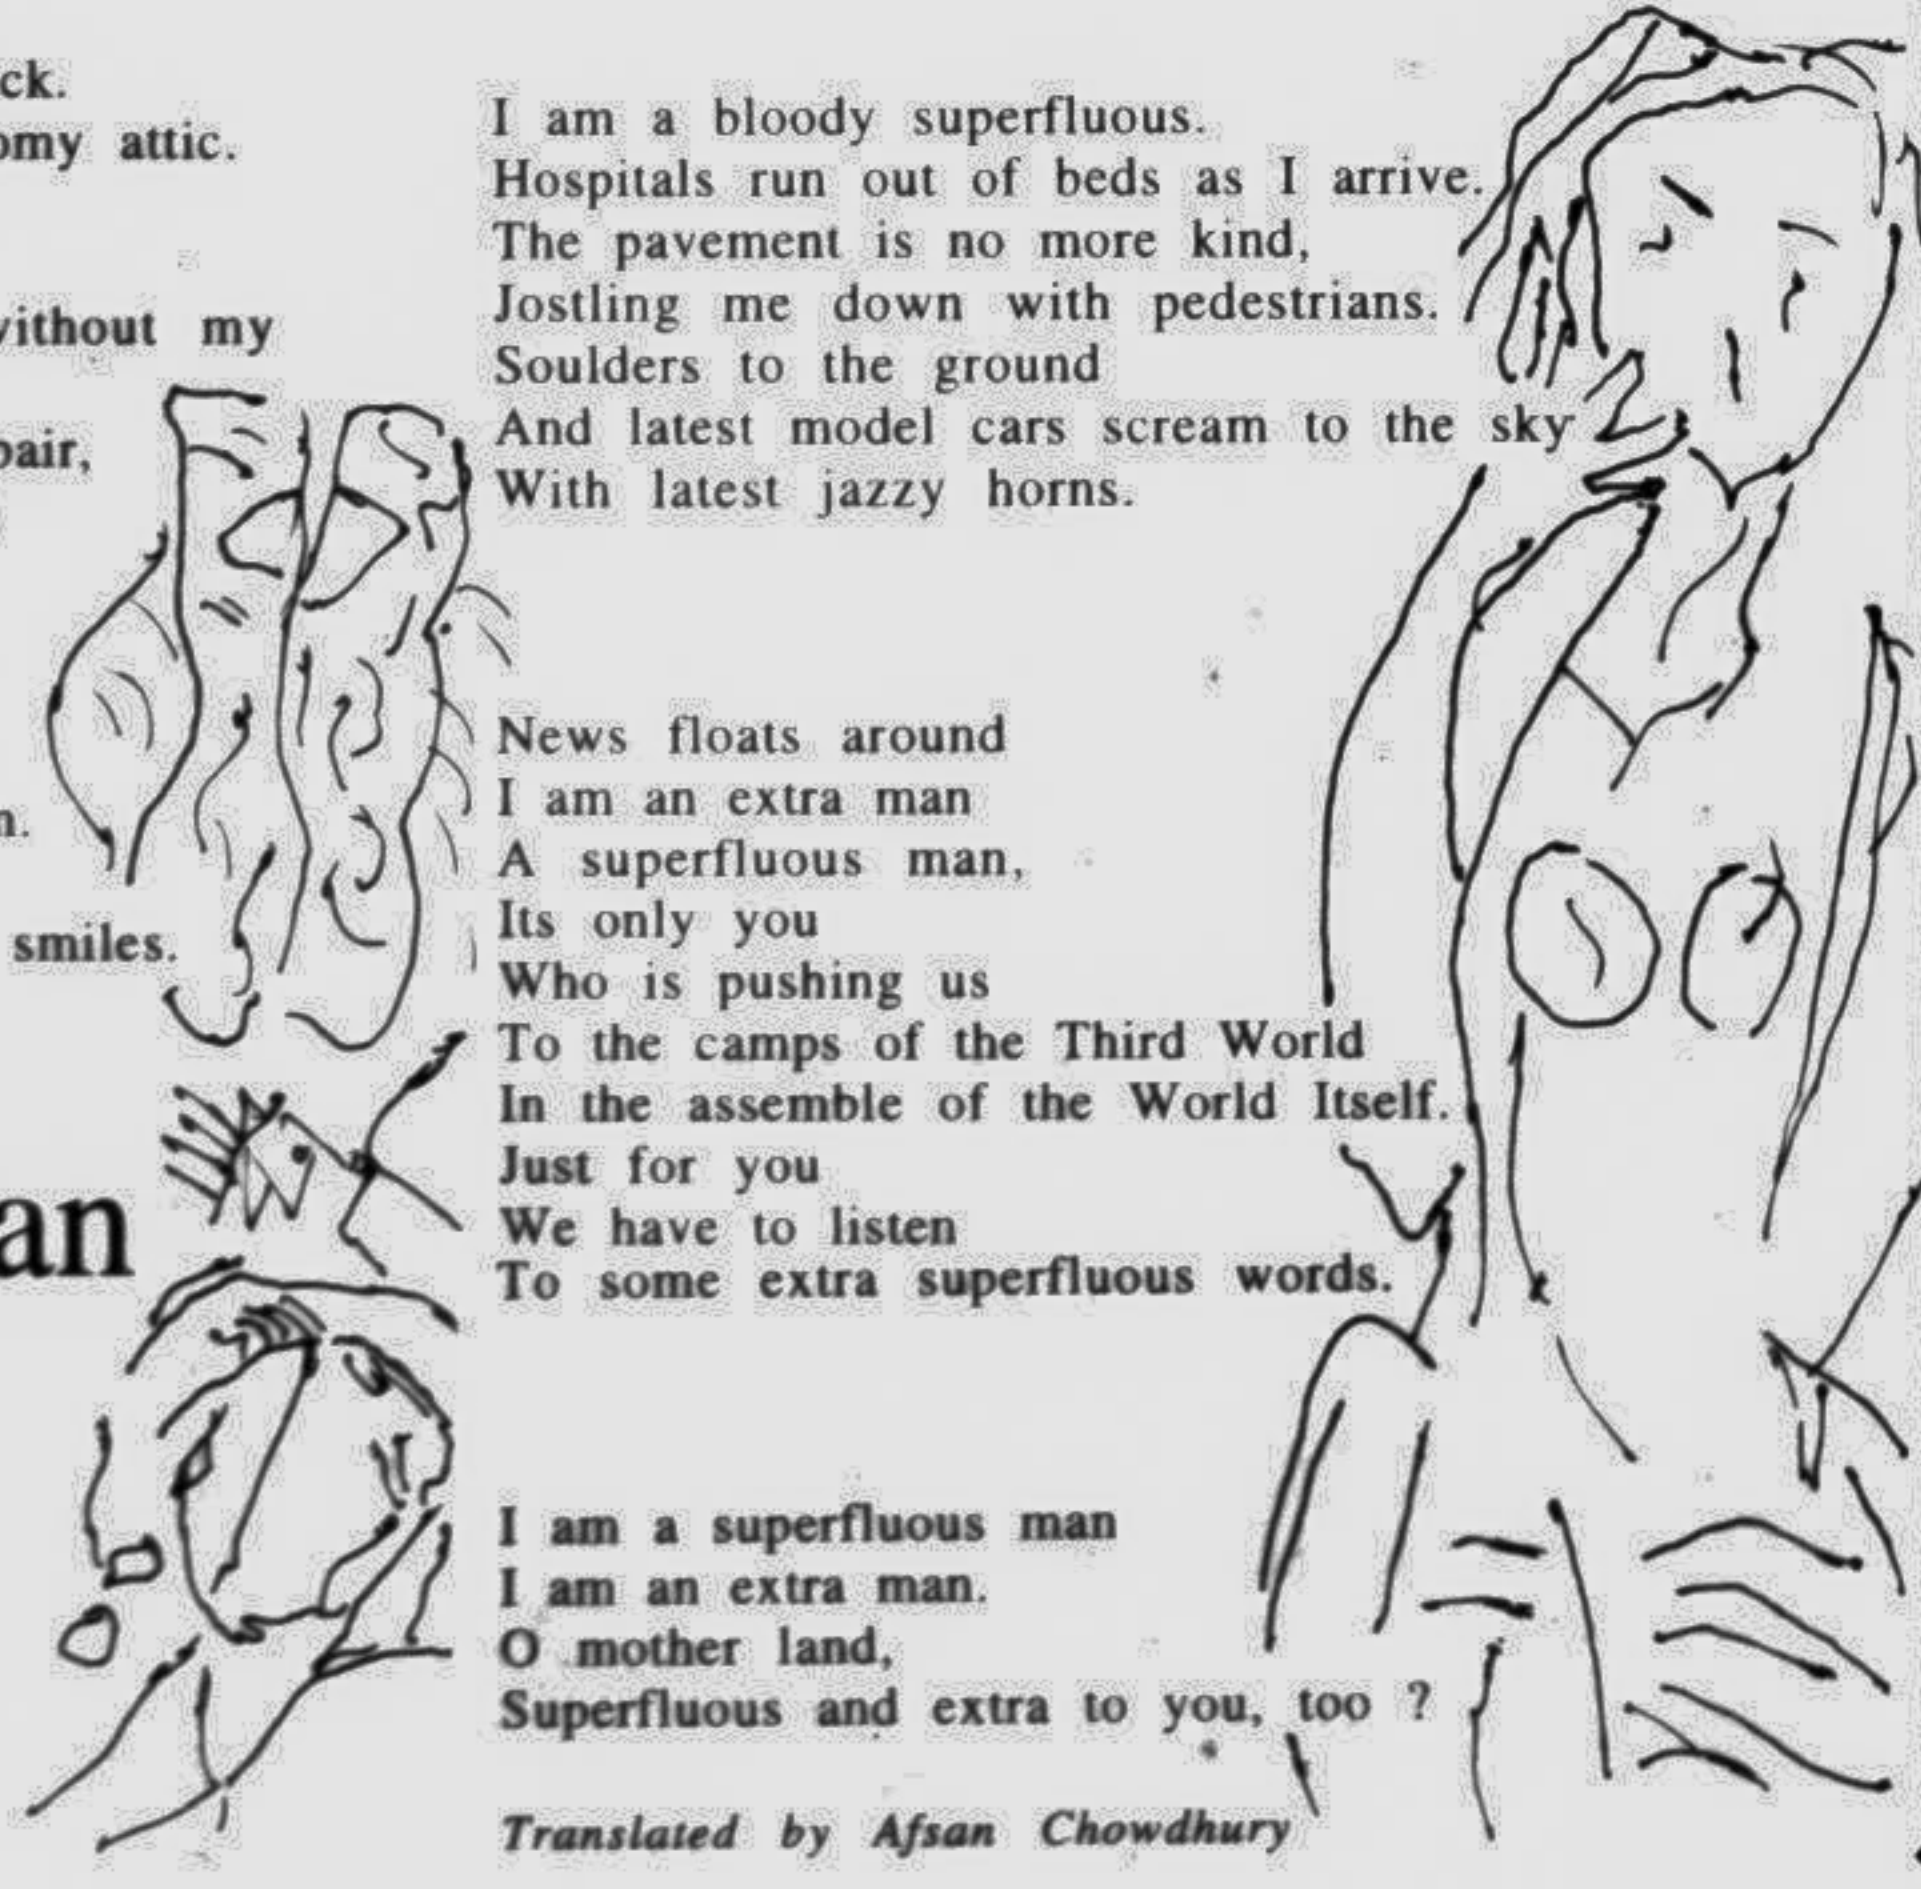 ck.
omy attic.
without my
pair,
n.
smiles.
an
I am a bloody superfluous.
Hospitals run out of beds as I arrive.
The pavement is no more kind,
Jostling me down with pedestrians.
Soulders to the ground
And latest model cars scream to the sky
With latest jazzy horns.
News floats around
I am an extra man
A superfluous man,
Its only you
Who is pushing us
To the camps of the Third World
In the assemble of the World Itself.
Just for you
We have to listen
To some extra superfluous words.
I am a superfluous man
I am an extra man.
O mother land,
Superfluous and extra to you, too ?
Translated by Afsan Chowdhury